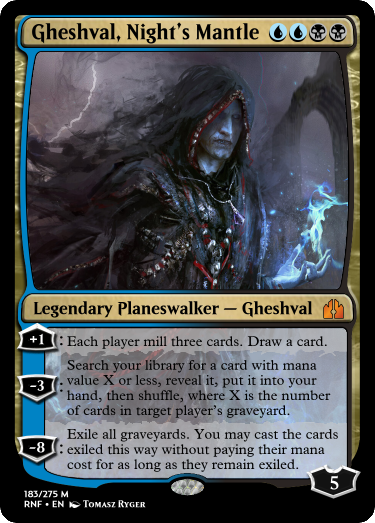 Gheshval, Night's Mantle
Legendary Planeswalker — Gheshval
+1: Each player mill three cards. Draw a card.
Search your library for a card with mana
value X or less, reveal it, put it into your
-3: hand, then shuffle, where X is the number
of cards in target player's graveyard.
Exile all graveyards. You may cast the cards
-8: exiled this way without paying their mana
cost for as long as they remain exiled.
5
183/275 M
RNF • EN Tomasz Ryger